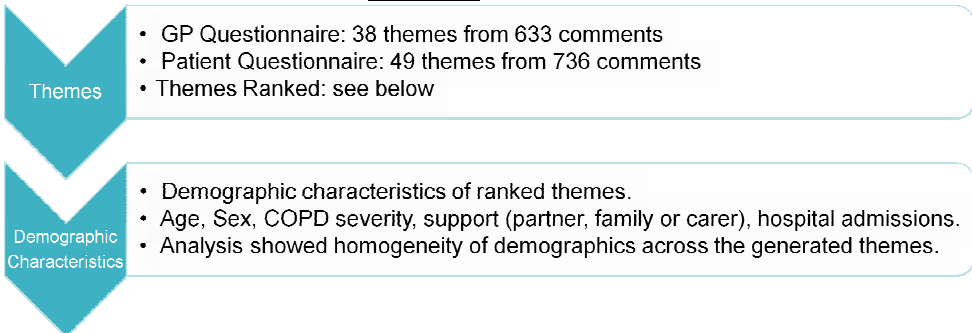 • GP Questionnaire: 38 themes from 633 comments
• Patient Questionnaire: 49 themes from 736 comments
• Themes Ranked: see below
Themes
• Demographic characteristics of ranked themes.
• Age, Sex, COPD severity, support (partner, family or carer), hospital admissions.
• Analysis showed homogeneity of demographics across the generated themes.
Demographic
Characteristics